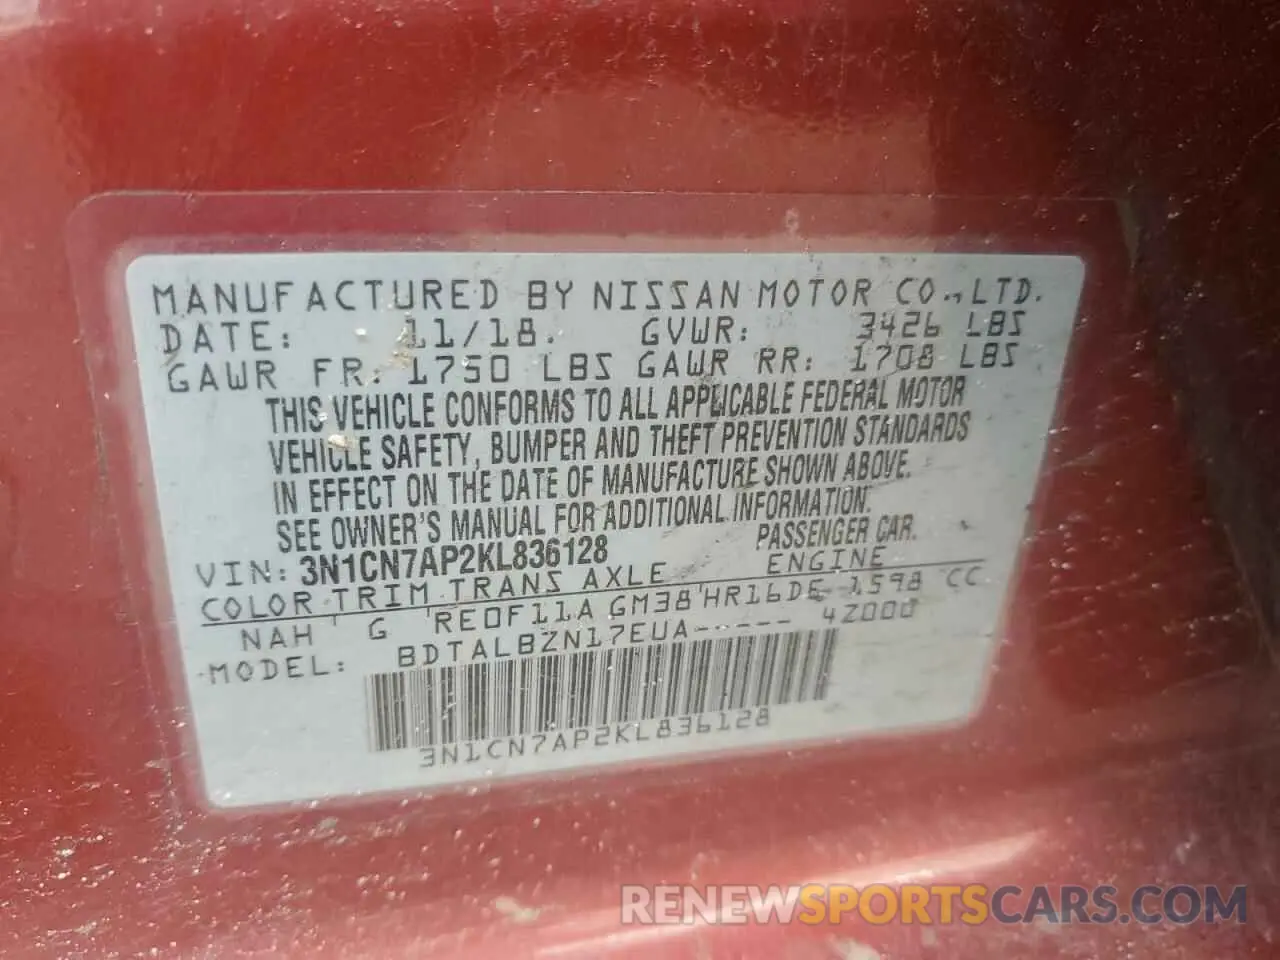 MANUFACTURED BY NISSAN MOTOR CO., LTD.
DATE: 11/18. GVWR: 3426 LBS
GAWR FR: 1750 LBS GAWR RR: 1708 LBS
THIS VEHICLE CONFORMS TO ALL APPLICABLE FEDERAL MOTOR
VEHICLE SAFETY, BUMPER AND THEFT PREVENTION STANDARDS
IN EFFECT ON THE DATE OF MANUFACTURE SHOWN ABOVE.
SEE OWNER'S MANUAL FOR ADDITIONAL INFORMATION.
VIN: 3N1CN7AP2KL836128 PASSENGER CAR.
COLOR TRIM TRANS AXLE ENGINE
NAH G RE0F11A GM38 HR16DE 1598 CC
MODEL: BDTALBZN17EUA----- 4Z000
3N1CN7AP2KL836128
RENEWSPORTSCARS.COM